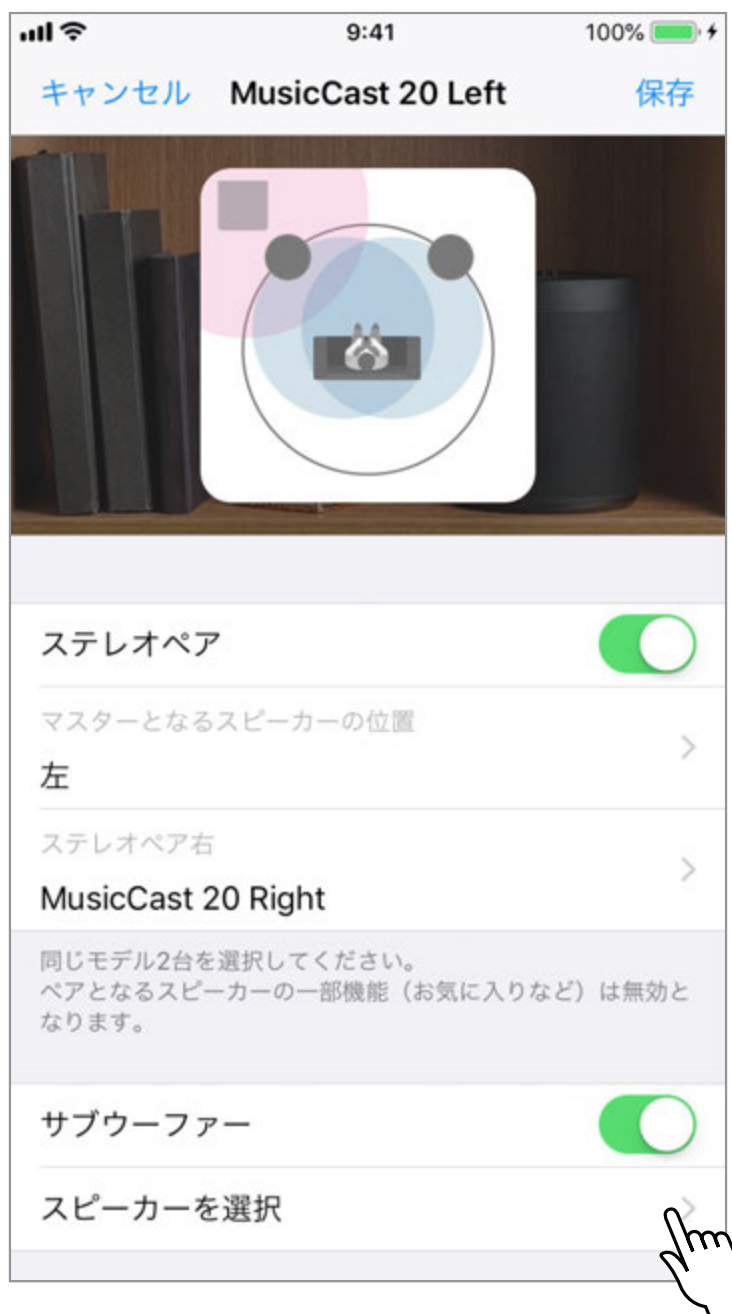 9:41
100%
キャンセル
MusicCast 20 Left
保存
ステレオペア
マスターとなるスピーカーの位置
左
ステレオペア右
MusicCast 20 Right
同じモデル2台を選択してください。
ペアとなるスピーカーの一部機能（お気に入りなど）は無効と
なります。
サブウーファー
スピーカーを選択